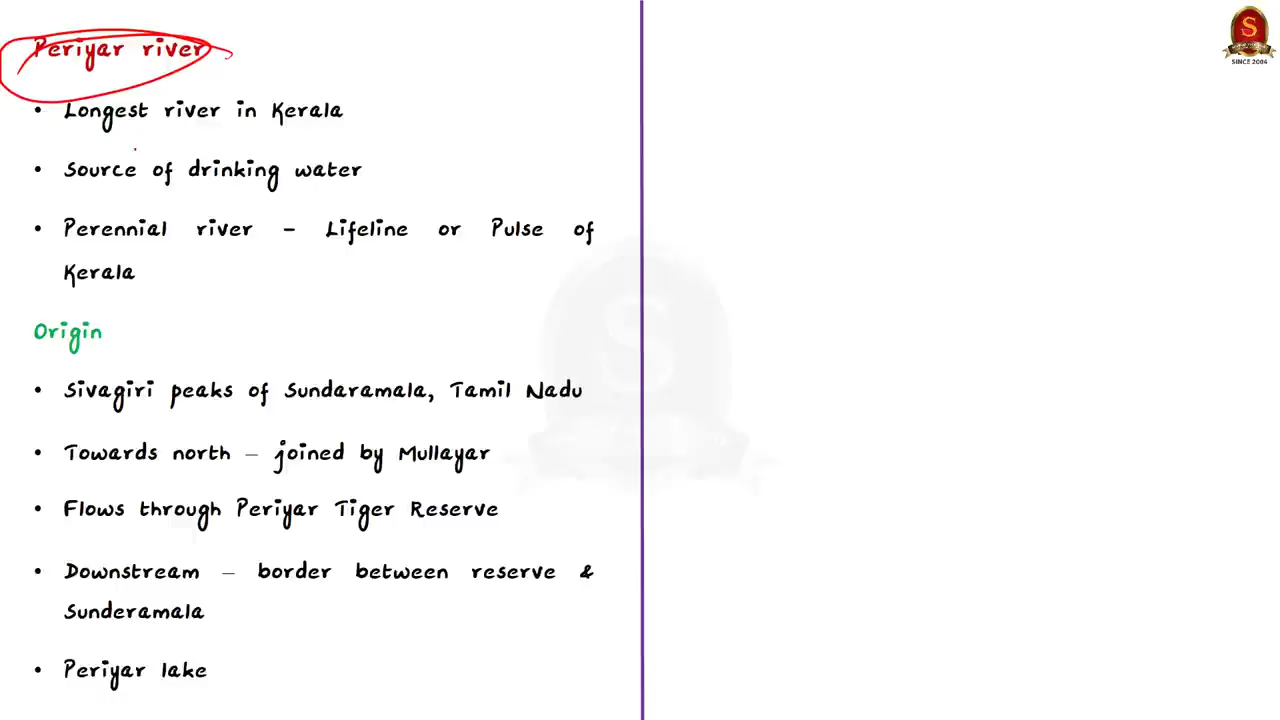 Periyar river
• Longest river in Kerala
• Source of drinking water
• Perennial river – Lifeline or Pulse of
Kerala
Origin
• Sivagiri peaks of Sundaramala, Tamil Nadu
• Towards north – joined by Mullayar
• Flows through Periyar Tiger Reserve
• Downstream – border between reserve &
Sunderamala
• Periyar lake
S
SINCE 2004